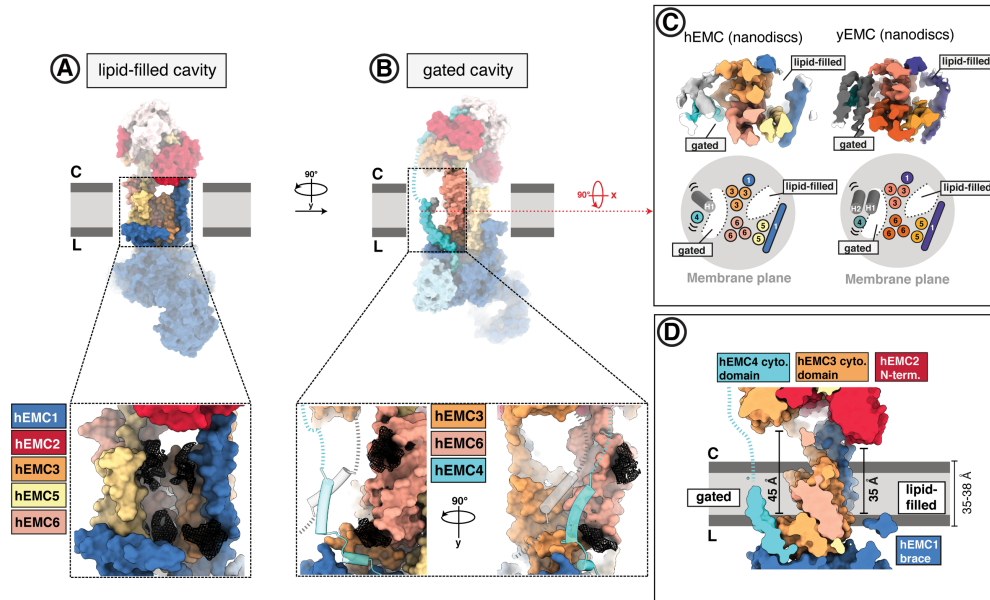 A
lipid-filled cavity
C
L
hEMC1
hEMC2
hEMC3
hEMC5
hEMC6
90°
y
B
gated cavity
C
L
90°
x
hEMC3
hEMC6
hEMC4
90°
y
C
hEMC (nanodiscs)
yEMC (nanodiscs)
lipid-filled
lipid-filled
gated
gated
1
3
3
3
H1
4
6
6
6
5
5
1
lipid-filled
gated
Membrane plane
1
3
3
3
H2
H1
4
6
6
6
5
5
1
lipid-filled
gated
Membrane plane
D
hEMC4 cyto.
domain
hEMC3 cyto.
domain
hEMC2
N-term.
C
gated
45 Å
35 Å
lipid-
filled
35-38 Å
L
hEMC1
brace